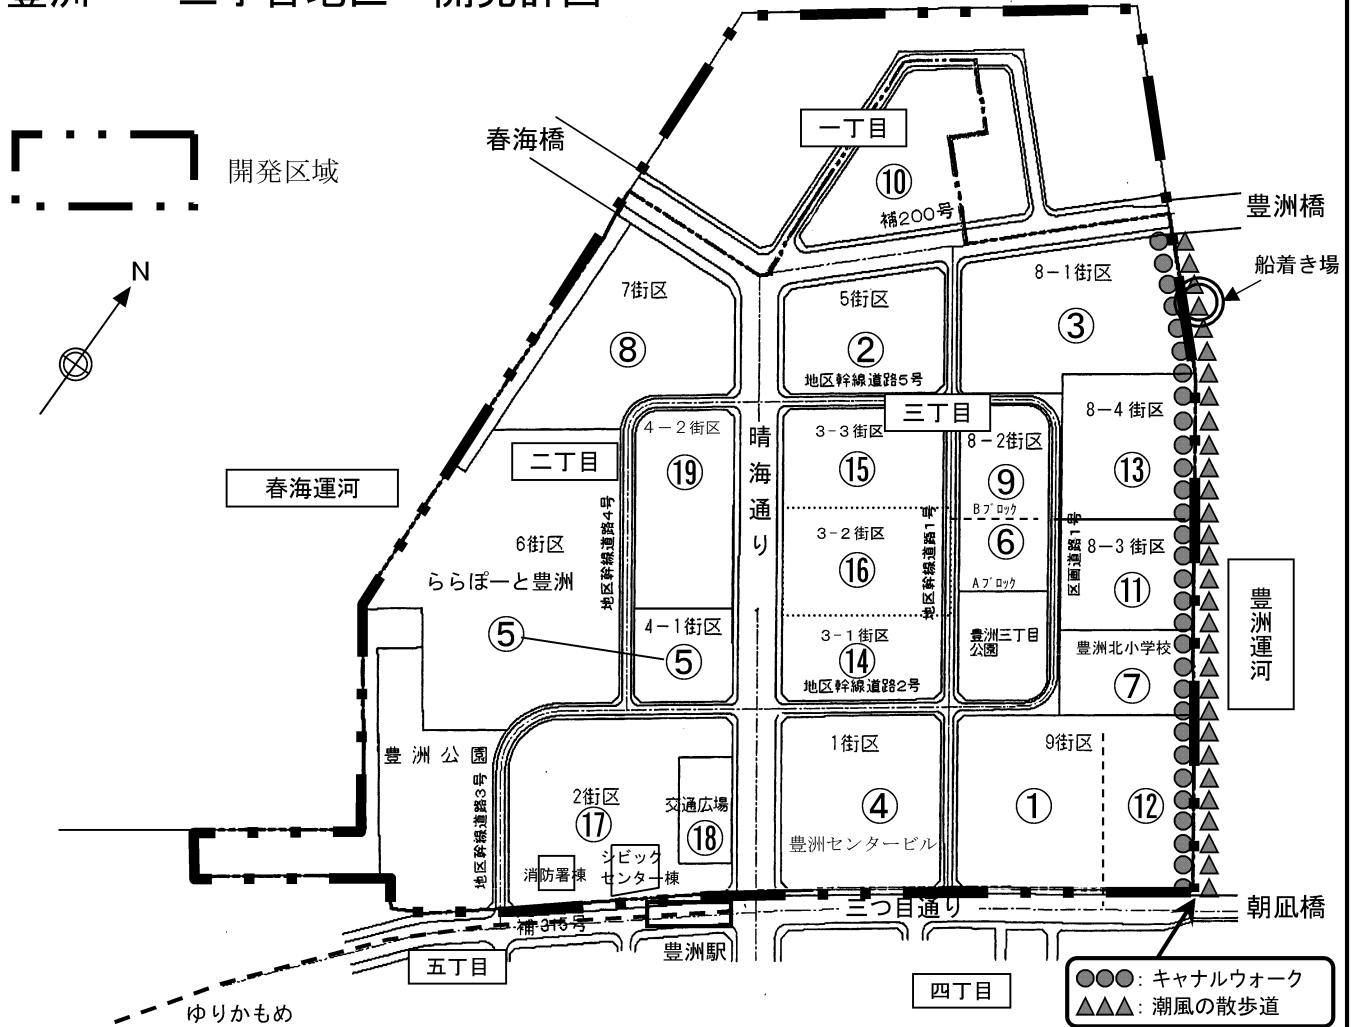 開発区域
N
春海橋
一丁目
⑩
補200号
豊洲橋
船着き場
7街区
⑧
5街区
②
地区幹線道路5号
8-1街区
③
三丁目
4-2街区
⑲
晴海通り
3-3街区
⑮
8-2街区
⑨
Bブロック
8-4街区
⑬
二丁目
春海運河
地区幹線道路4号
6街区
ららぽーと豊洲
⑤
4-1街区
⑤
3-2街区
⑯
地区幹線道路1号
⑥
Aブロック
区画道路1号
8-3街区
⑪
豊洲運河
3-1街区
⑭
地区幹線道路2号
豊洲三丁目
公園
豊洲北小学校
⑦
豊洲公園
地区幹線道路3号
2街区
⑰
交通広場
⑱
消防署棟
シビック
センター棟
1街区
④
豊洲センタービル
9街区
①
⑫
三つ目通り
朝凪橋
補315号
豊洲駅
五丁目
四丁目
ゆりかもめ
：キャナルウォーク
：潮風の散歩道